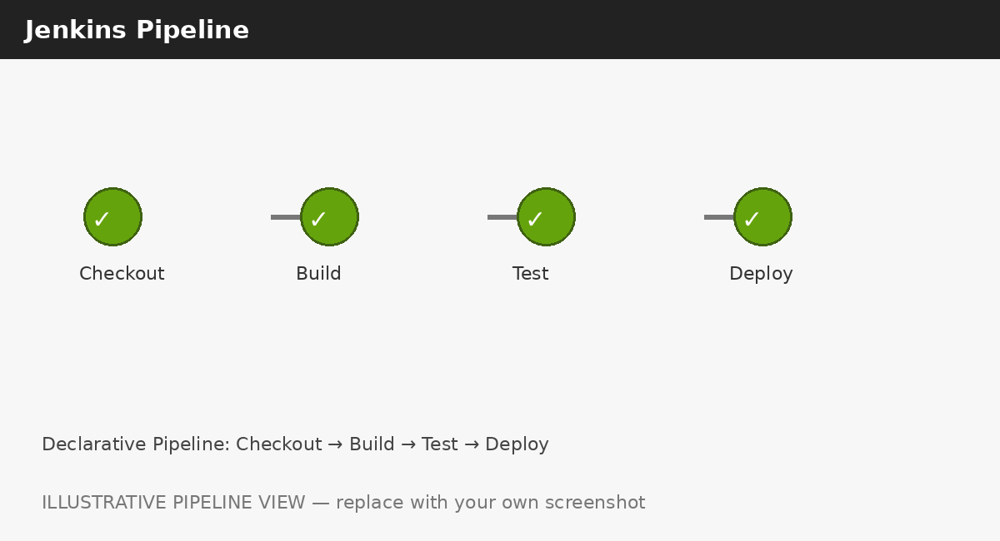 Jenkins Pipeline
✓ ✓ ✓ ✓
Checkout Build Test Deploy
Declarative Pipeline: Checkout → Build → Test → Deploy
ILLUSTRATIVE PIPELINE VIEW — replace with your own screenshot